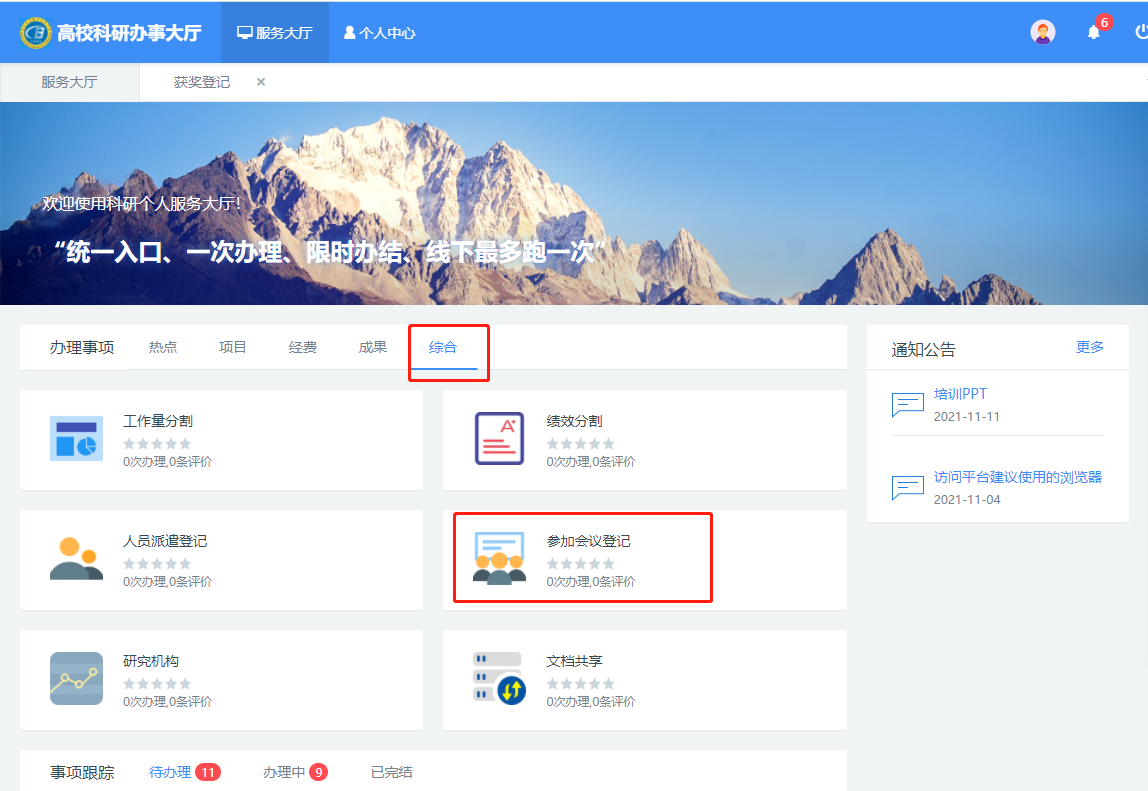 高校科研办事大厅
服务大厅
个人中心
6
服务大厅
获奖登记
欢迎使用科研个人服务大厅!
“统一入口、一次办理、限时办结、线下最多跑一次”
办理事项
热点
项目
经费
成果
综合
工作量分割
0次办理,0条评价
绩效分割
0次办理,0条评价
人员派遣登记
0次办理,0条评价
参加会议登记
0次办理,0条评价
研究机构
0次办理,0条评价
文档共享
0次办理,0条评价
事项跟踪
待办理 11
办理中 9
已完结
通知公告
更多
培训PPT
2021-11-11
访问平台建议使用的浏览器
2021-11-04